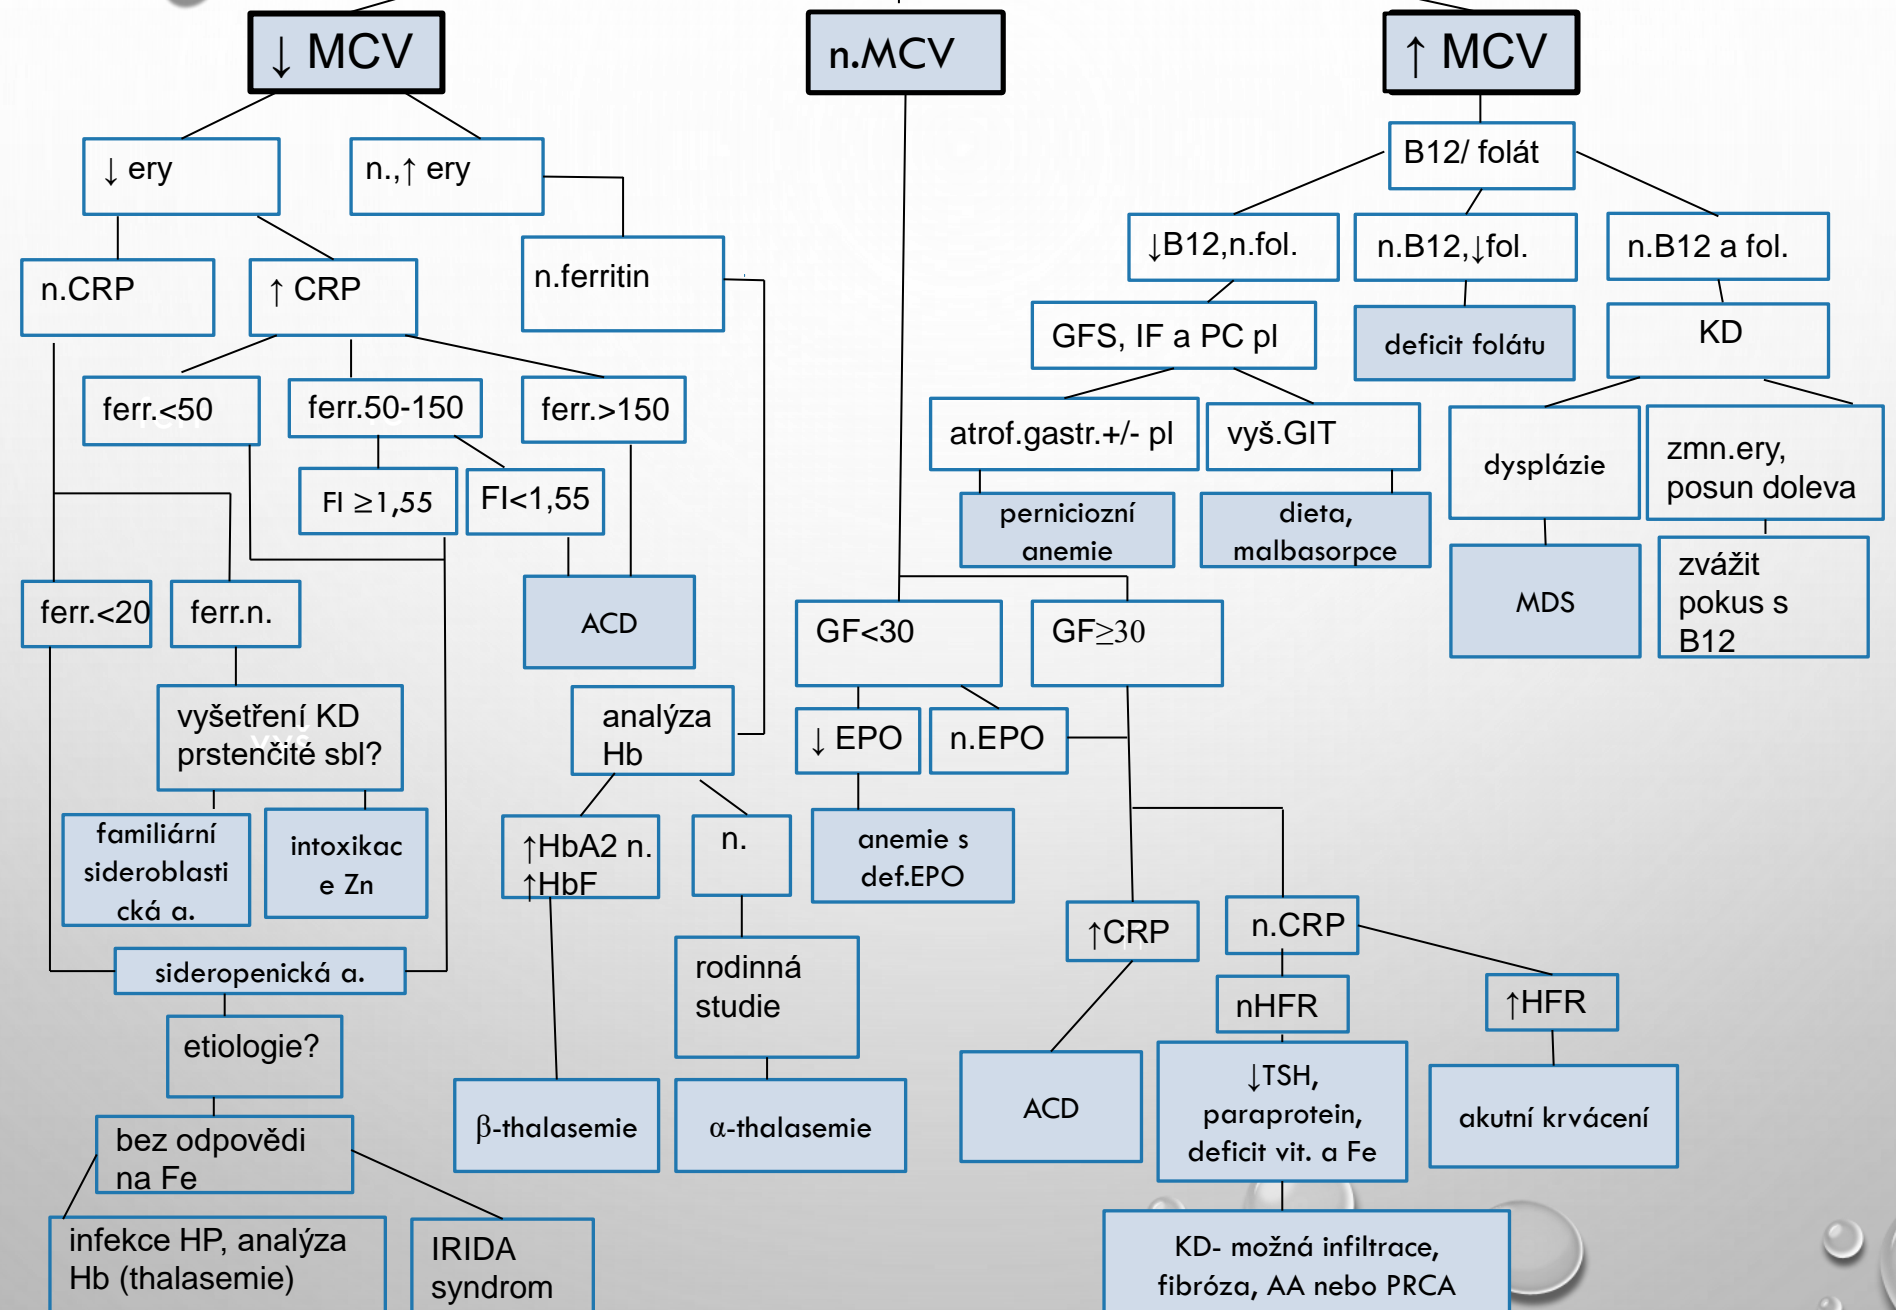 ↓ MCV
n.MCV
↑ MCV
↓ ery
n.,↑ ery
B12/ folát
n.CRP
↑ CRP
n.ferritin
↓B12,n.fol.
n.B12,↓fol.
n.B12 a fol.
GFS, IF a PC pl
deficit folátu
KD
ferr.<50
ferr.50-150
ferr.>150
atrof.gastr.+/- pl
vyš.GIT
dysplázie
zmn.ery,
posun doleva
FI ≥1,55
FI<1,55
perniciozní
anemie
dieta,
malbasorpce
ferr.<20
ferr.n.
ACD
GF<30
GF≥30
MDS
zvážit
pokus s
B12
vyšetření KD
prstenčité sbl?
analýza
Hb
↓ EPO
n.EPO
familiární
sideroblasti
cká a.
intoxikac
e Zn
↑HbA2 n.
↑HbF
n.
anemie s
def.EPO
↑CRP
n.CRP
sideropenická a.
rodinná
studie
nHFR
↑HFR
etiologie?
β-thalasemie
α-thalasemie
ACD
↓TSH,
paraprotein,
deficit vit. a Fe
akutní krvácení
bez odpovědi
na Fe
infekce HP, analýza
Hb (thalasemie)
IRIDA
syndrom
KD- možná infiltrace,
fibróza, AA nebo PRCA